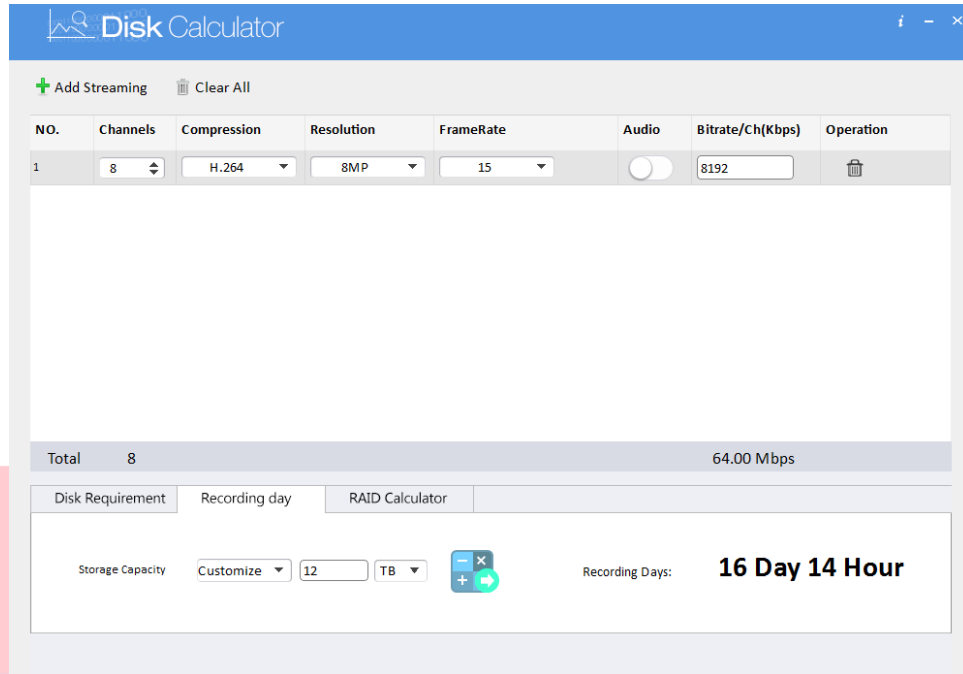 Disk Calculator
Add Streaming Clear All
NO. Channels Compression Resolution FrameRate Audio Bitrate/Ch(Kbps) Operation
1 8 H.264 8MP 15 8192
Total 8 64.00 Mbps
Disk Requirement Recording day RAID Calculator
Storage Capacity Customize 12 TB Recording Days: 16 Day 14 Hour